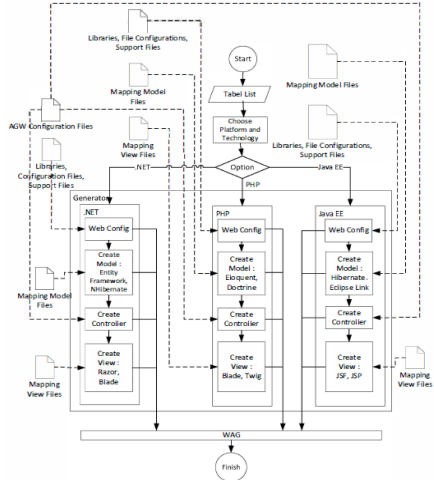 Libraries, File Configurations,
Support Files
Start
Mapping Model
Files
Tabel List
Mapping Model Files
AGW Configuration Files
Mapping
View Files
Choose
Platform and
Technology
Libraries, File Configurations,
Support Files
Libraries,
Configuration Files,
Support Files
.NET
Option
Java EE
PHP
Generator
.NET
PHP
Java EE
Web Config
Web Config
Web Config
Create
Model :
Entity
Framework,
NHibernate
Create
Model :
Eloquent,
Doctrine
Create
Model :
Hibernate.
Eclipse Link
Mapping Model
Files
Create
Controller
Create
Controller
Create
Controller
Create
View :
Razor,
Blade
Create
View :
Blade, Twig
Create
View :
JSF, JSP
Mapping
View Files
Mapping
View Files
WAG
Finish